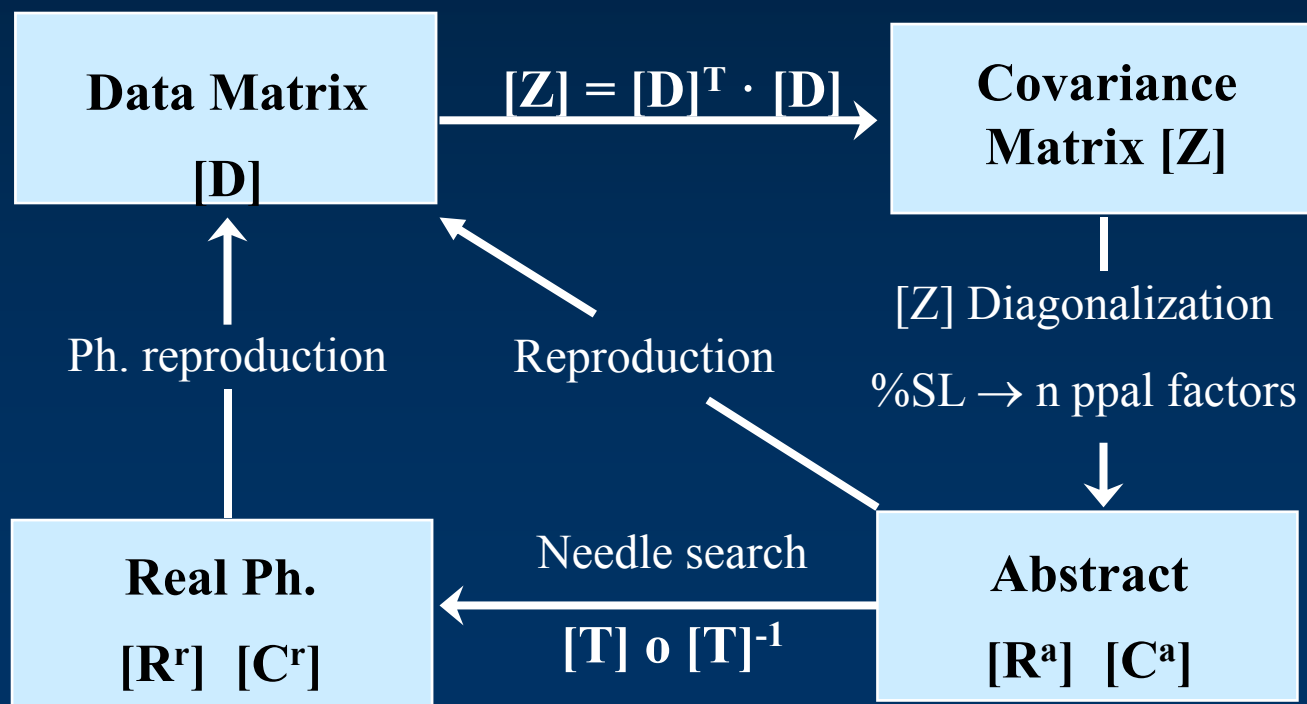 Data Matrix
[D]
[Z] = [D]ᵀ · [D]
Covariance
Matrix [Z]
[Z] Diagonalization
%SL → n ppal factors
Ph. reproduction
Reproduction
Needle search
[T] o [T]⁻¹
Real Ph.
[Rʳ] [Cʳ]
Abstract
[Rᵃ] [Cᵃ]